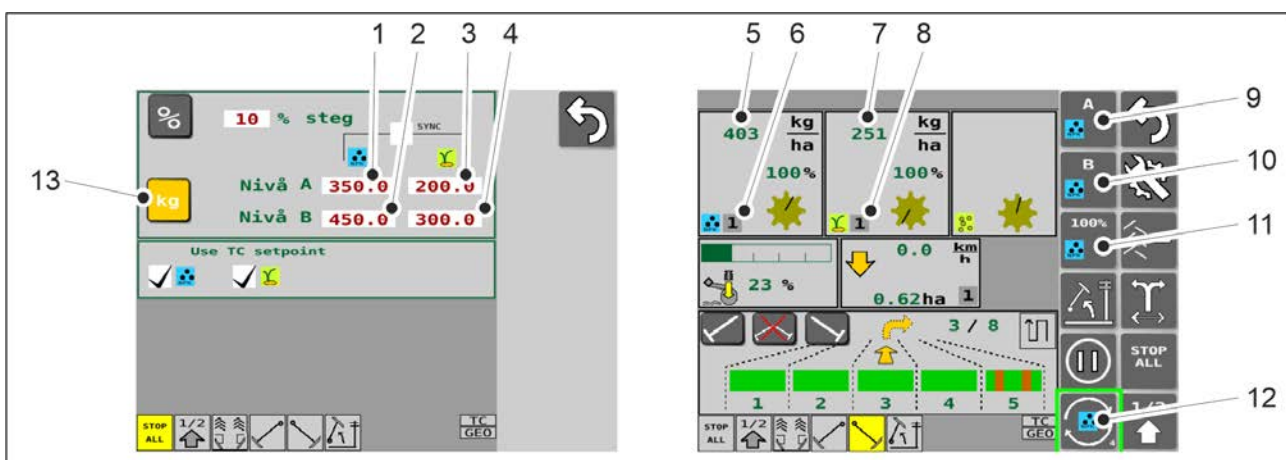 1 2 3 4
5 6 7 8
% 10 % steg
SYNC
13
kg
Nivå A 350.0 200.0
Nivå B 450.0 300.0
Use TC setpoint
STOP ALL 1/2
TC
GEO
403 kg/ha
100%
1
251 kg/ha
100%
1
23 %
0.0 km/h
0.62ha 1
3 / 8
1 2 3 4 5
STOP ALL 1/2
TC
GEO
A
9
B
10
100%
11
STOP ALL
12
1/2